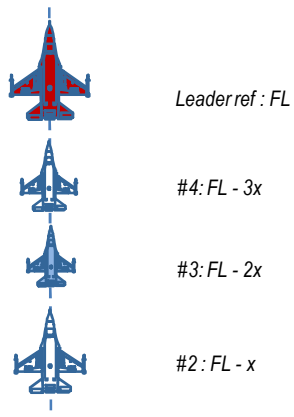 Leader ref : FL
#4: FL - 3x
#3: FL - 2x
#2 : FL - x